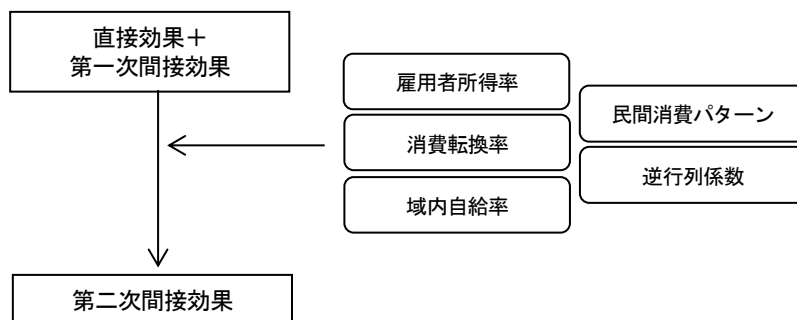 直接効果＋
第一次間接効果
雇用者所得率
民間消費パターン
消費転換率
逆行列係数
域内自給率
第二次間接効果